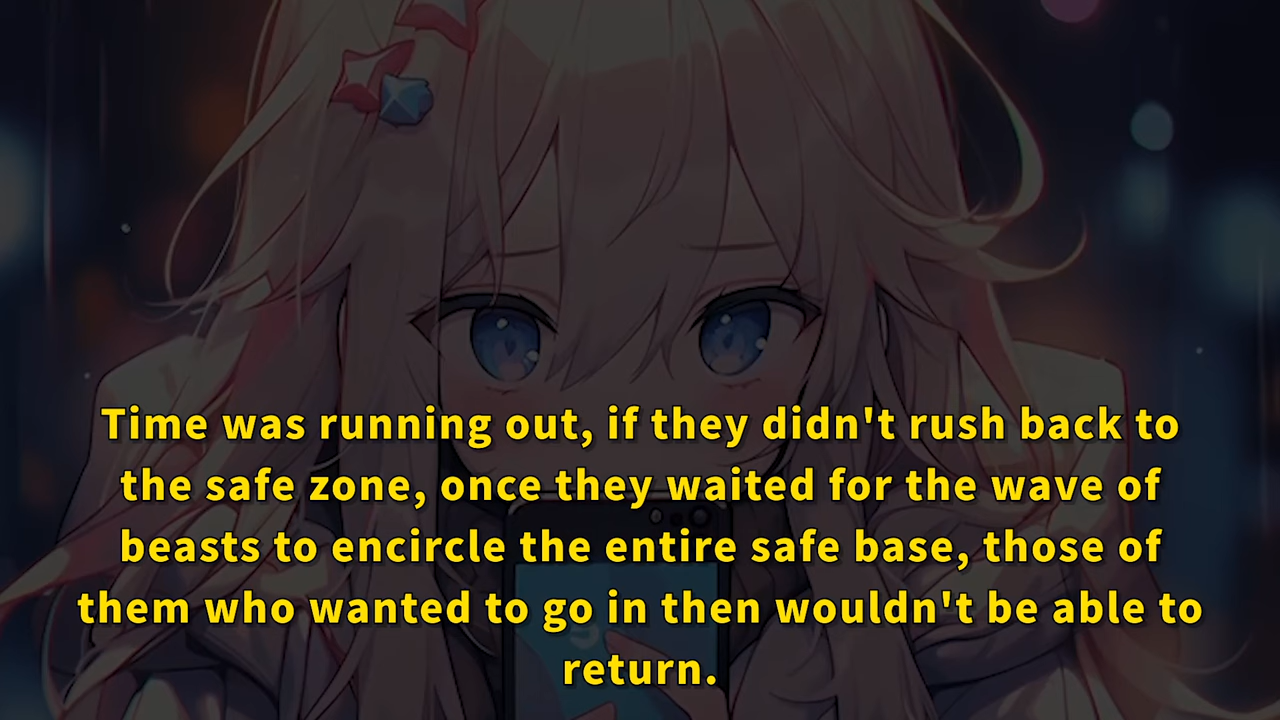 Time was running out, if they didn't rush back to
the safe zone, once they waited for the wave of
beasts to encircle the entire safe base, those of
them who wanted to go in then wouldn't be able to
return.